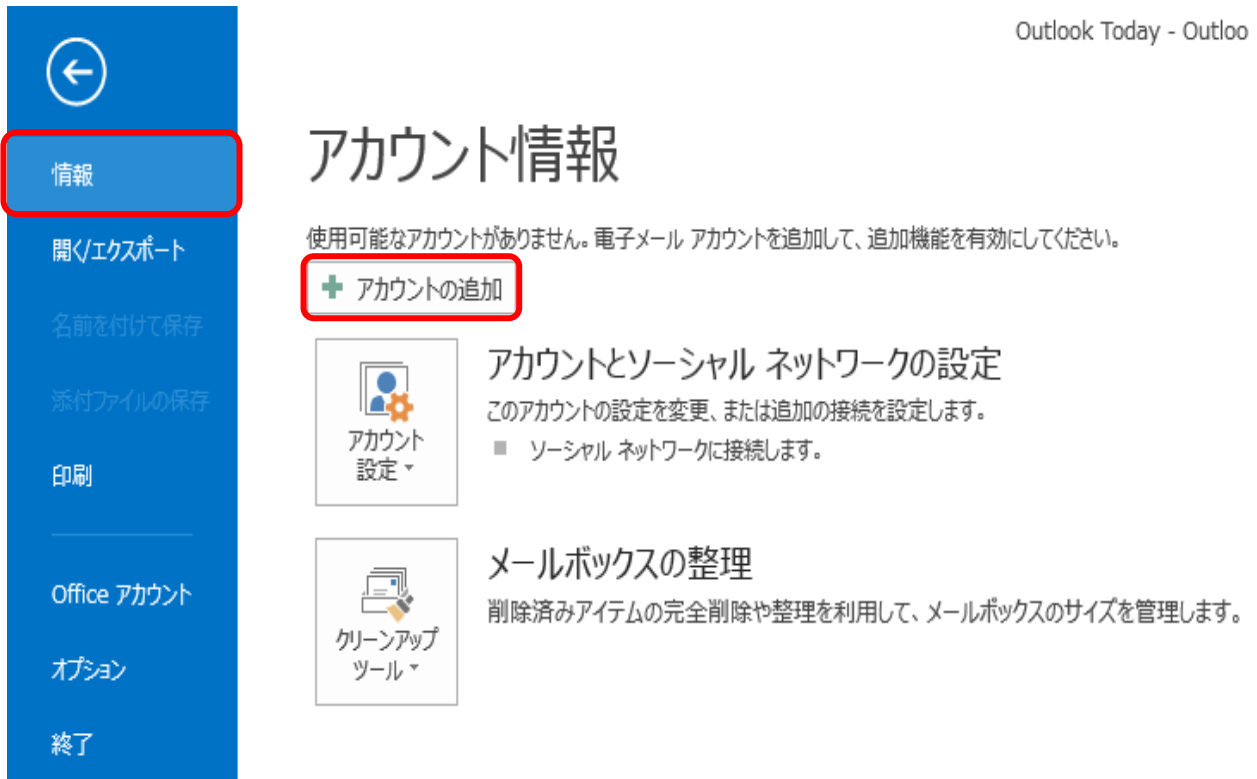 Outlook Today - Outloo
情報
開く/エクスポート
名前を付けて保存
添付ファイルの保存
印刷
Office アカウント
オプション
終了
アカウント情報
使用可能なアカウントがありません。電子メール アカウントを追加して、追加機能を有効にしてください。
アカウントの追加
アカウント
設定
アカウントとソーシャル ネットワークの設定
このアカウントの設定を変更、または追加の接続を設定します。
ソーシャル ネットワークに接続します。
クリーンアップ
ツール
メールボックスの整理
削除済みアイテムの完全削除や整理を利用して、メールボックスのサイズを管理します。